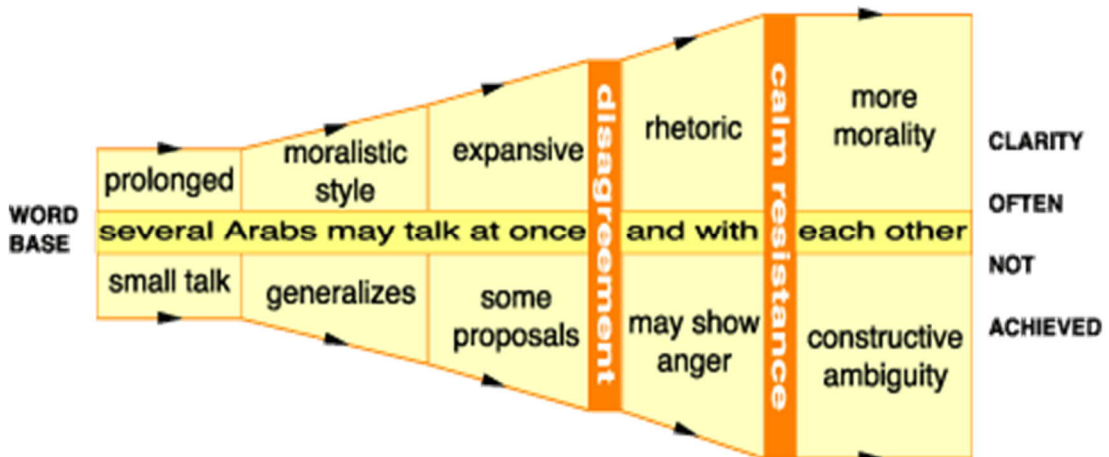 WORD
BASE
prolonged
small talk
moralistic
style
generalizes
expansive
some
proposals
disagreement
rhetoric
may show
anger
calm resistance
more
morality
constructive
ambiguity
several Arabs may talk at once and with each other
CLARITY
OFTEN
NOT
ACHIEVED